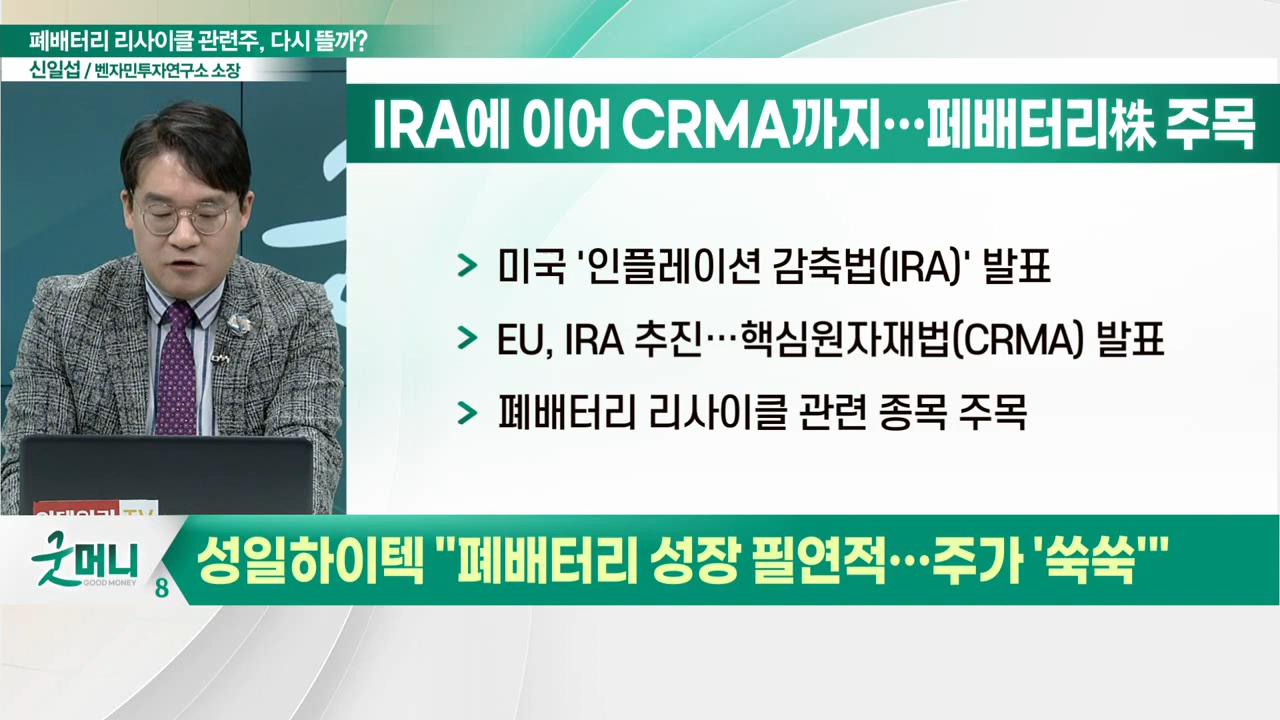 폐배터리 리사이클 관련주, 다시 뜰까?
신일섭 / 벤자민투자연구소 소장
IRA에 이어 CRMA까지…폐배터리株 주목
> 미국 '인플레이션 감축법(IRA)' 발표
> EU, IRA 추진…핵심원자재법(CRMA) 발표
> 폐배터리 리사이클 관련 종목 주목
TV
굿머니
GOOD MONEY
8
성일하이텍 "폐배터리 성장 필연적…주가 '쑥쑥'"